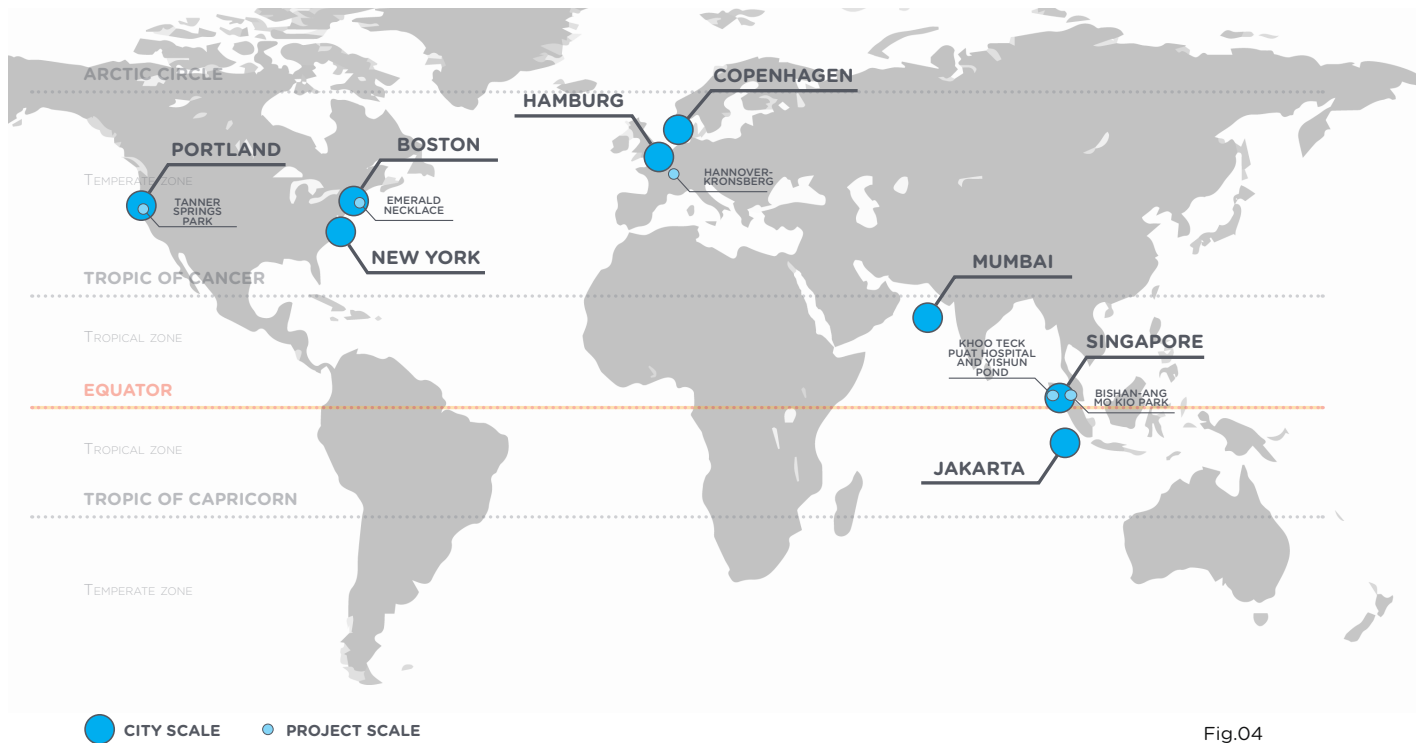 ARCTIC CIRCLE
COPENHAGEN
HAMBURG
PORTLAND
BOSTON
TEMPERATE ZONE
HANNOVER-
KRONSBERG
TANNER
SPRINGS
PARK
EMERALD
NECKLACE
NEW YORK
TROPIC OF CANCER
MUMBAI
TROPICAL ZONE
KHOO TECK
PUAT HOSPITAL
AND YISHUN
POND
SINGAPORE
EQUATOR
BISHAN-ANG
MO KIO PARK
TROPICAL ZONE
JAKARTA
TROPIC OF CAPRICORN
TEMPERATE ZONE
CITY SCALE
PROJECT SCALE
Fig.04